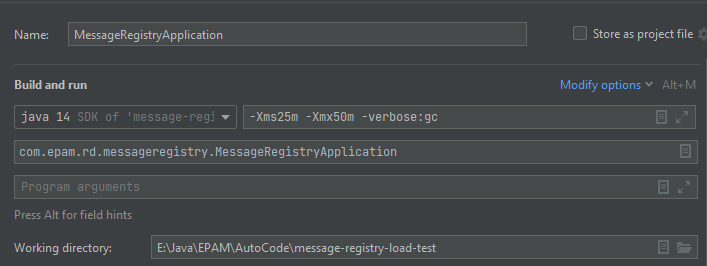 Name: MessageRegistryApplication Store as project file
Build and run Modify options Alt+M
java 14 SDK of 'message-regi -Xms25m -Xmx50m -verbose:gc
com.epam.rd.messageregistry.MessageRegistryApplication
Program arguments
Press Alt for field hints
Working directory: E:\Java\EPAM\AutoCode\message-registry-load-test